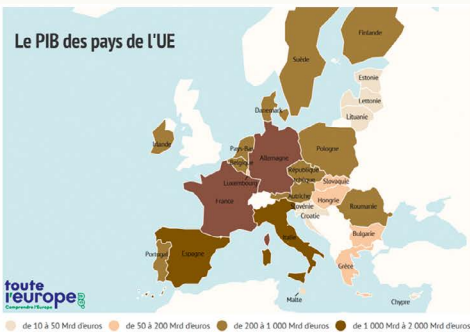 Le PIB des pays de l'UE
Finlande
Suède
Estonie
Lettonie
Lituanie
Danemark
Irlande
Pays-Bas
Pologne
Belgique
Allemagne
Luxembourg
République
tchèque
Slovaquie
Autriche
Hongrie
France
Slovénie
Roumanie
Croatie
Italie
Bulgarie
Portugal
Espagne
Grèce
Malte
Chypre
toute
l'europe
Comprendre l'Europe
de 10 à 50 Mrd d'euros
de 50 à 200 Mrd d'euros
de 200 à 1 000 Mrd d'euros
de 1 000 Mrd à 2 000 Mrd d'euros